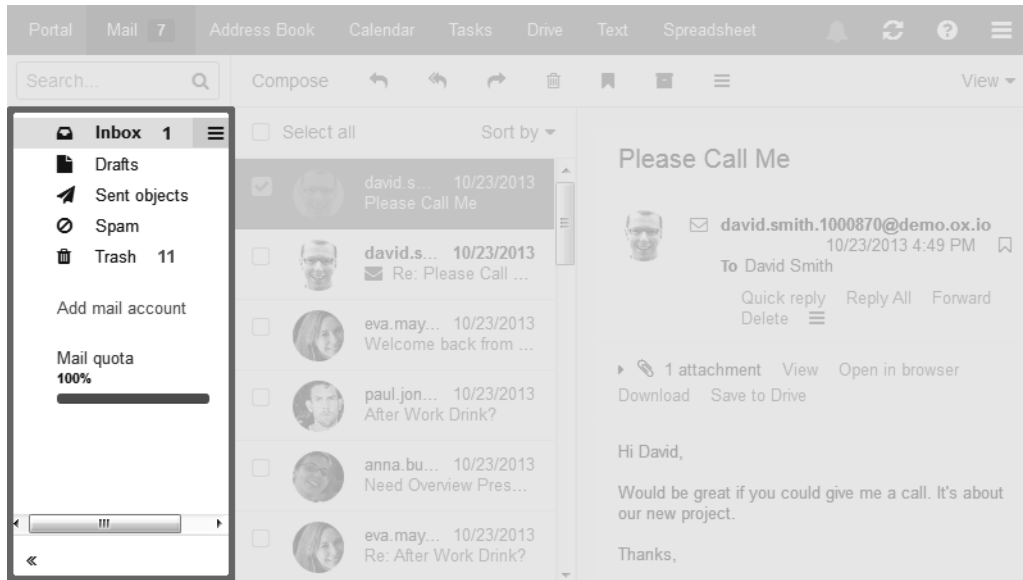 Portal Mail 7 Address Book Calendar Tasks Drive Text Spreadsheet
Search... Compose View
Inbox 1
Drafts
Sent objects
Spam
Trash 11
Add mail account
Mail quota
100%
Select all Sort by
david.s... 10/23/2013
Please Call Me
david.s... 10/23/2013
Re: Please Call ...
eva.may... 10/23/2013
Welcome back from ...
paul.jon... 10/23/2013
After Work Drink?
anna.bu... 10/23/2013
Need Overview Pres...
eva.may... 10/23/2013
Re: After Work Drink?
Please Call Me
david.smith.1000870@demo.ox.io
10/23/2013 4:49 PM
To David Smith
Quick reply Reply All Forward
Delete
1 attachment View Open in browser
Download Save to Drive
Hi David,
Would be great if you could give me a call. It's about
our new project.
Thanks,